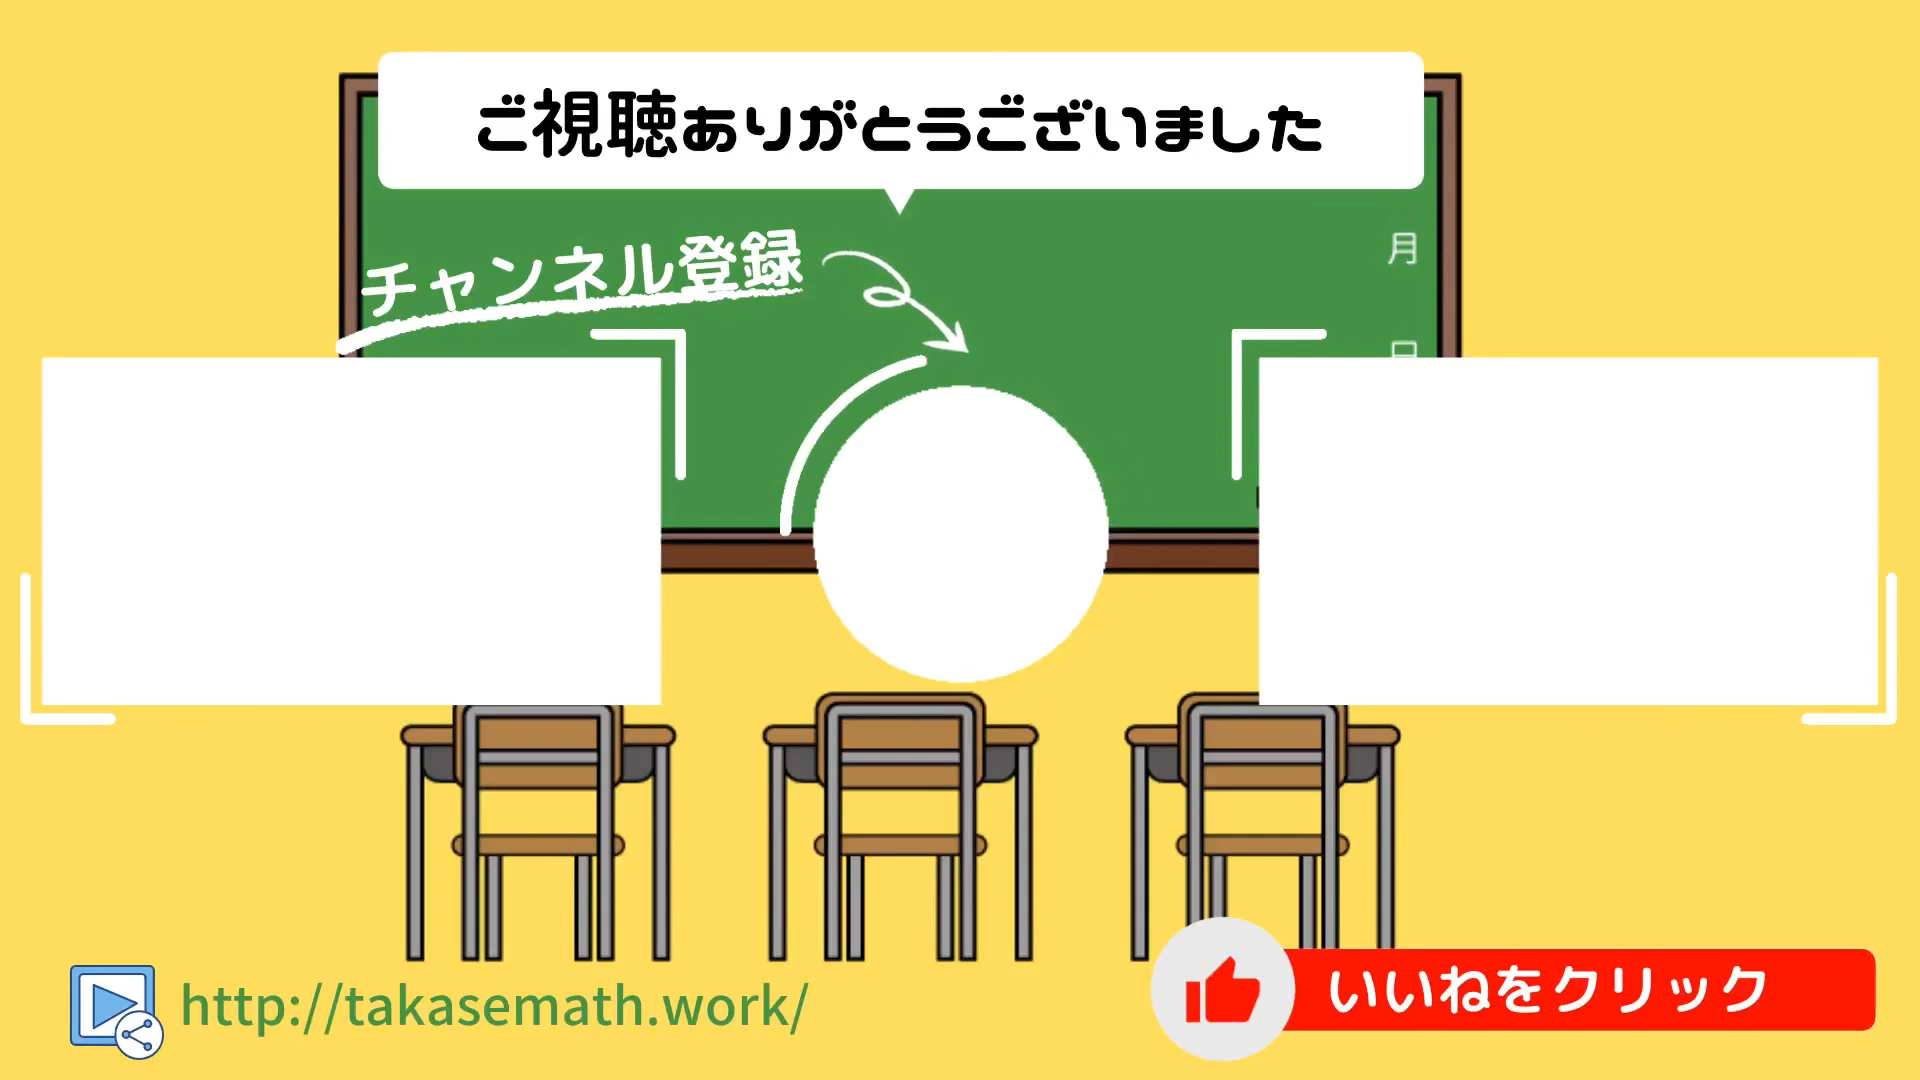 ご視聴ありがとうございました
チャンネル登録
月
日
http://takasemath.work/
いいねをクリック